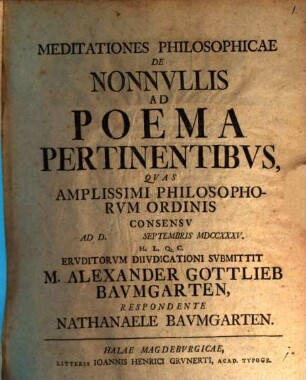 MEDITATIONES PHILOSOPHICAE
DE
NONNVLLIS
AD
POEMA
PERTINENTIBVS,
QVAS
AMPLISSIMI PHILOSOPHO-
RVM ORDINIS
CONSENSV
AD D. SEPTEMBRIS MDCCXXXV.
H. L. Q. C.
ERVDITORVM DIIVDICATIONI SVBMITTIT
M. ALEXANDER GOTTLIEB
BAVMGARTEN,
RESPONDENTE
NATHANAELE BAVMGARTEN.
HALAE MAGDEBVRGICAE,
LITTERIS IOANNIS HENRICI GRVNERTI, ACAD. TYPOGR.